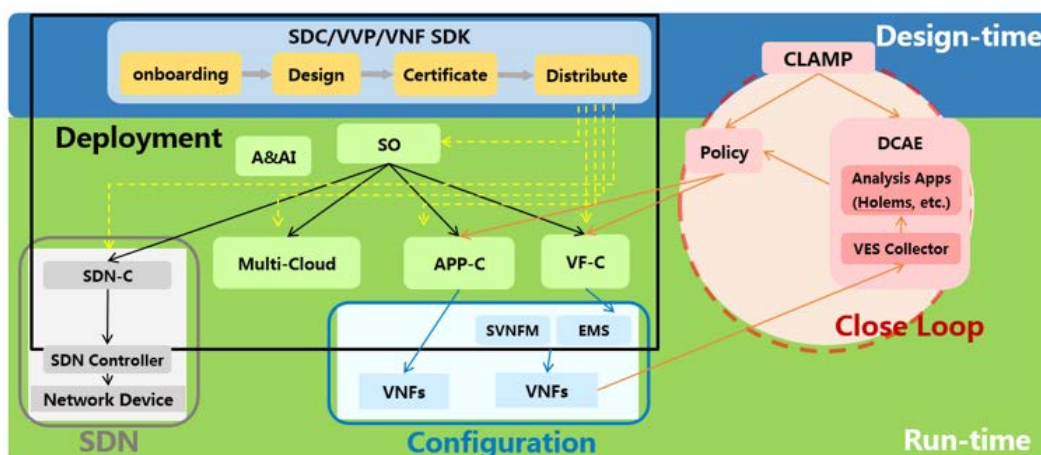 SDC/VVP/VNF SDK
Design-time
onboarding
Design
Certificate
Distribute
CLAMP
Deployment
SO
A&AI
Policy
DCAE
Analysis Apps
(Holems, etc.)
VES Collector
SDN-C
Multi-Cloud
APP-C
VF-C
Close Loop
SVNFM
EMS
SDN Controller
Network Device
VNFs
VNFs
SDN
Configuration
Run-time